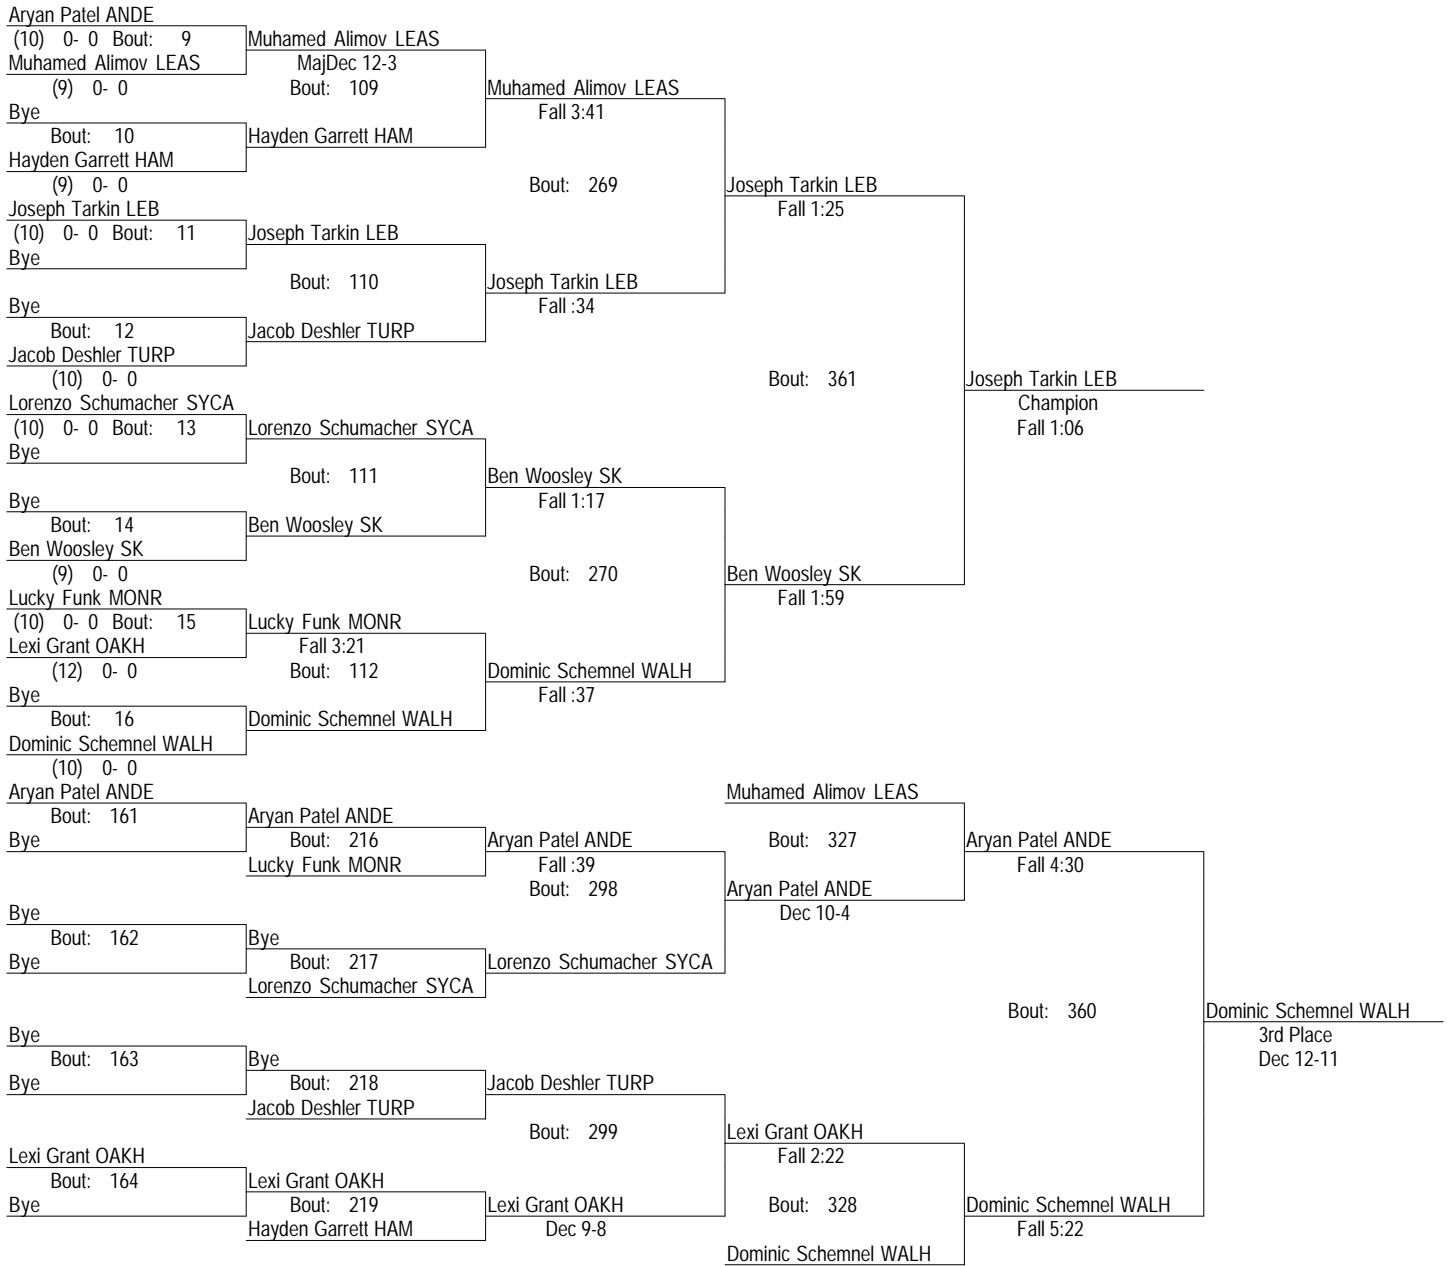 Aryan Patel ANDE
(10) 0- 0 Bout: 9 Muhamed Alimov LEAS
Muhamed Alimov LEAS MajDec 12-3
(9) 0- 0 Bout: 109 Muhamed Alimov LEAS
Bye Fall 3:41
Bout: 10 Hayden Garrett HAM
Hayden Garrett HAM
(9) 0- 0 Bout: 269 Joseph Tarkin LEB
Joseph Tarkin LEB Fall 1:25
(10) 0- 0 Bout: 11 Joseph Tarkin LEB
Bye
Bout: 110 Joseph Tarkin LEB
Bye Fall :34
Bout: 12 Jacob Deshler TURP
Jacob Deshler TURP
(10) 0- 0 Bout: 361 Joseph Tarkin LEB
Lorenzo Schumacher SYCA Champion
(10) 0- 0 Bout: 13 Lorenzo Schumacher SYCA Fall 1:06
Bye
Bout: 111 Ben Woosley SK
Bye Fall 1:17
Bout: 14 Ben Woosley SK
Ben Woosley SK
(9) 0- 0 Bout: 270 Ben Woosley SK
Lucky Funk MONR Fall 1:59
(10) 0- 0 Bout: 15 Lucky Funk MONR
Lexi Grant OAKH Fall 3:21
(12) 0- 0 Bout: 112 Dominic Schemnel WALH
Bye Fall :37
Bout: 16 Dominic Schemnel WALH
Dominic Schemnel WALH
(10) 0- 0
Aryan Patel ANDE Muhamed Alimov LEAS
Bout: 161 Aryan Patel ANDE
Bye Bout: 216 Aryan Patel ANDE Bout: 327 Aryan Patel ANDE
Lucky Funk MONR Fall :39 Fall 4:30
Bout: 298 Aryan Patel ANDE
Bye Dec 10-4
Bout: 162 Bye
Bye Bout: 217 Lorenzo Schumacher SYCA
Lorenzo Schumacher SYCA
Bout: 360 Dominic Schemnel WALH
Bye 3rd Place
Bout: 163 Bye Dec 12-11
Bye Bout: 218 Jacob Deshler TURP
Jacob Deshler TURP
Bout: 299 Lexi Grant OAKH
Lexi Grant OAKH Fall 2:22
Bout: 164 Lexi Grant OAKH
Bye Bout: 219 Lexi Grant OAKH Bout: 328 Dominic Schemnel WALH
Hayden Garrett HAM Dec 9-8 Fall 5:22
Dominic Schemnel WALH